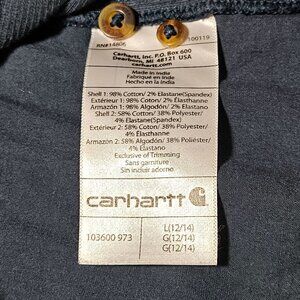 RN#14806 100119
Carhartt, Inc. P.O. Box 600
Dearborn, MI 48121 USA
carhartt.com
Made in India
Fabriqué en Inde
Hecho en India
Shell 1: 98% Cotton/ 2% Elastane(Spandex)
Extérieur 1: 98% Coton/ 2% Élasthanne
Armazón 1: 98% Algodón/ 2% Elastano
Shell 2: 58% Cotton/ 38% Polyester/
4% Elastane(Spandex)
Extérieur 2: 58% Coton/ 38% Polyester/
4% Élasthanne
Armazón 2: 58% Algodón/ 38% Poliéster/
4% Elastano
Exclusive of Trimming
Sans garniture
Sin incluir adorno
carhartt
103600 973
L(12/14)
G(12/14)
G(12/14)